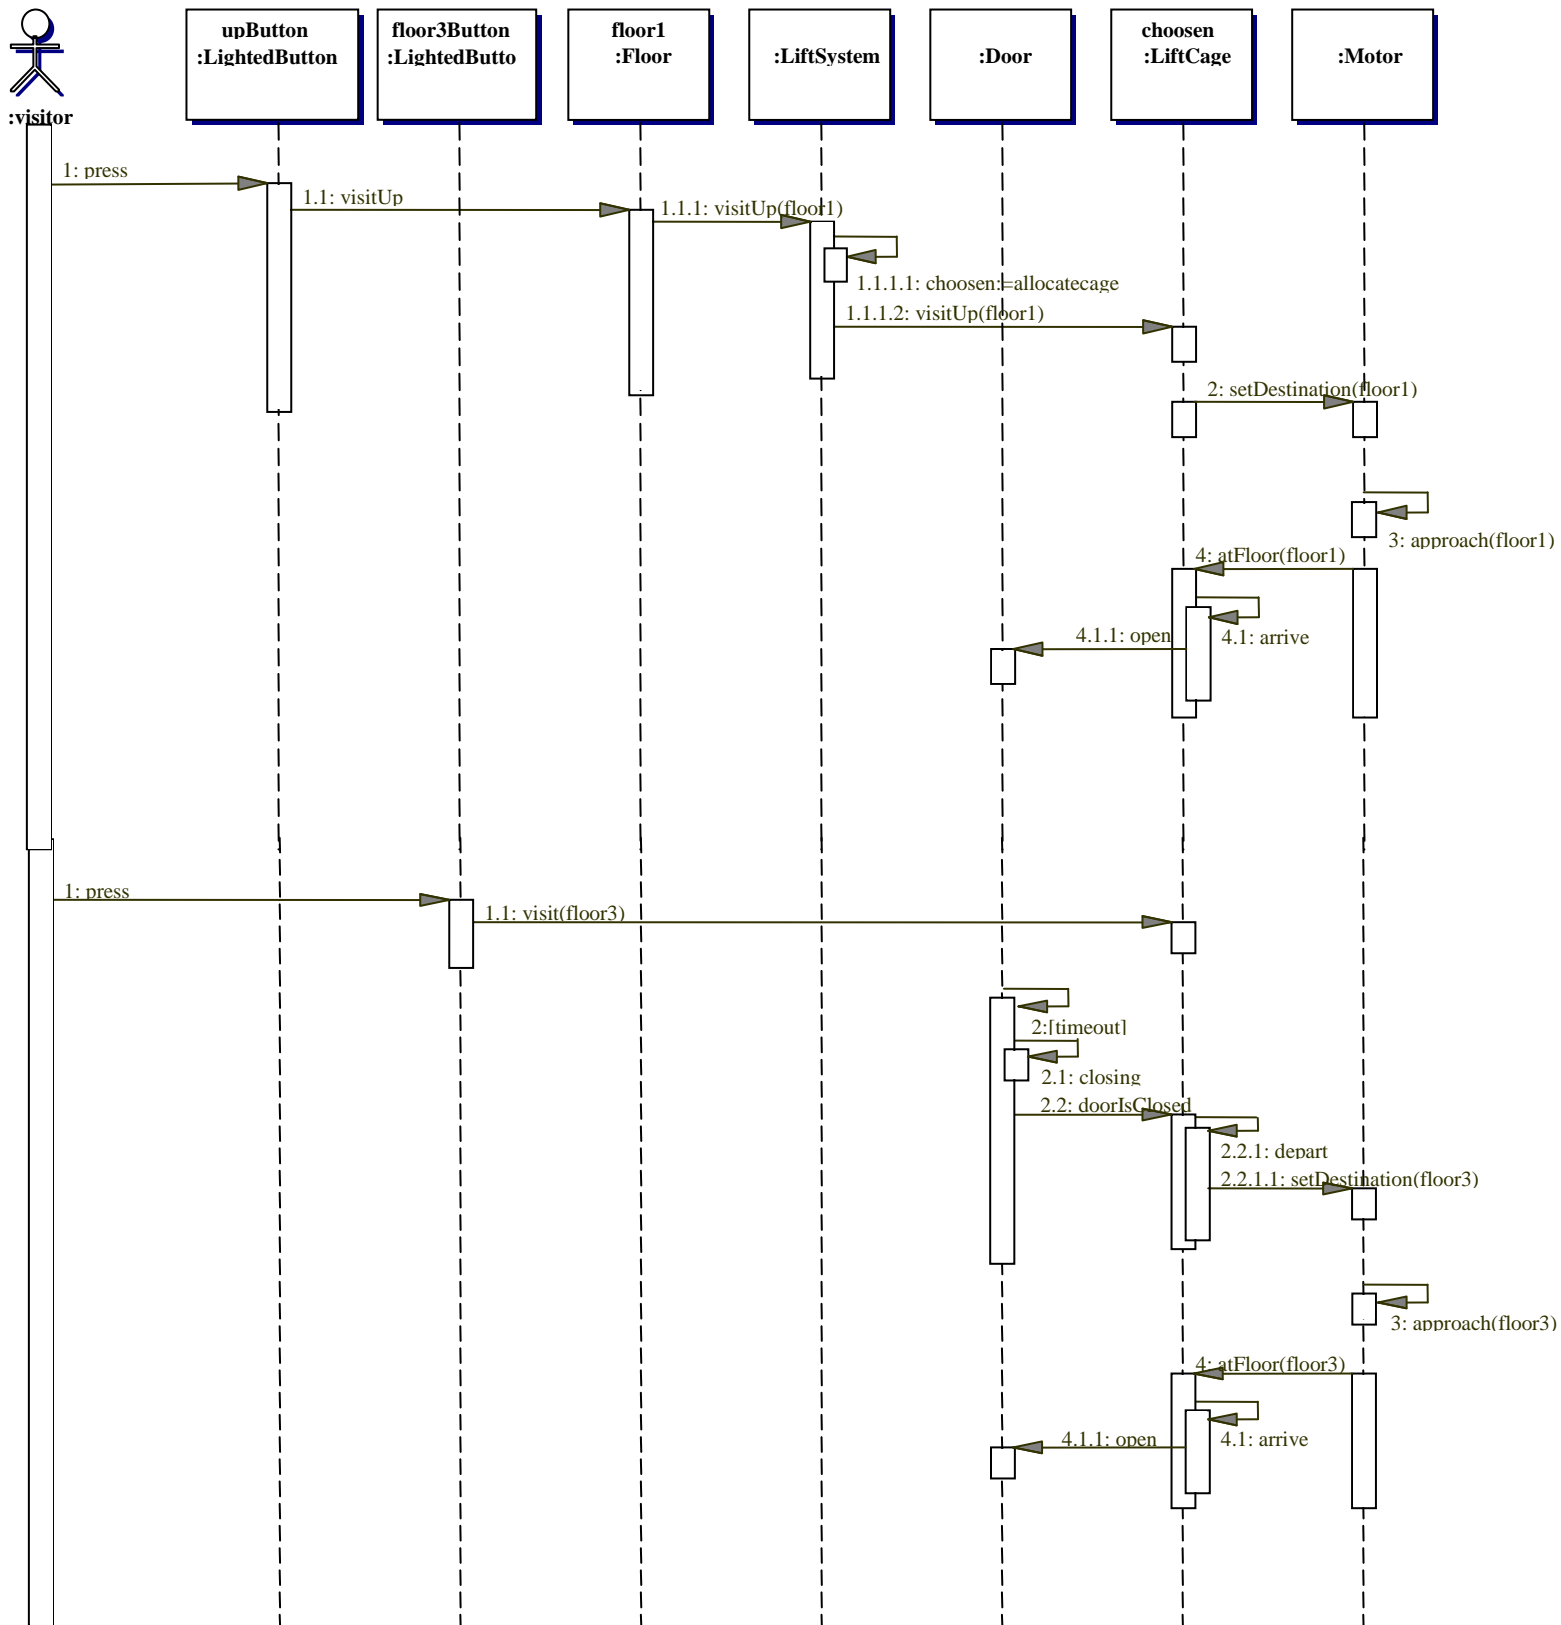 :visitor
upButton
:LightedButton
floor3Button
:LightedButto
floor1
:Floor
:LiftSystem
:Door
choosen
:LiftCage
:Motor
1: press
1.1: visitUp
1.1.1: visitUp(floor1)
1.1.1.1: choosen:=allocatecage
1.1.1.2: visitUp(floor1)
2: setDestination(floor1)
3: approach(floor1)
4: atFloor(floor1)
4.1: arrive
4.1.1: open
1: press
1.1: visit(floor3)
2:[timeout]
2.1: closing
2.2: doorIsClosed
2.2.1: depart
2.2.1.1: setDestination(floor3)
3: approach(floor3)
4: atFloor(floor3)
4.1: arrive
4.1.1: open